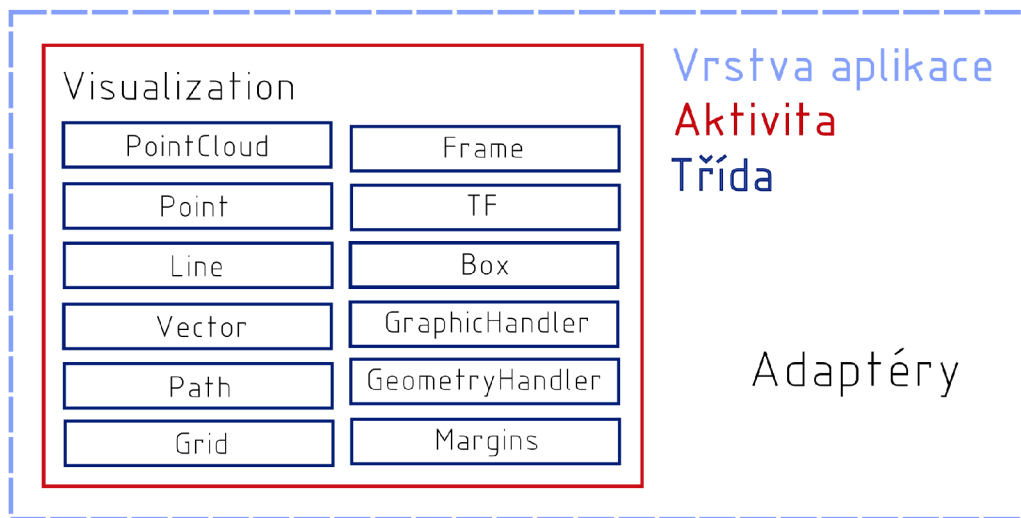 Visualization
PointCloud
Point
Line
Vector
Path
Grid
Frame
TF
Box
GraphicHandler
GeometryHandler
Margins
Vrstva aplikace
Aktivita
Třída
Adaptéry